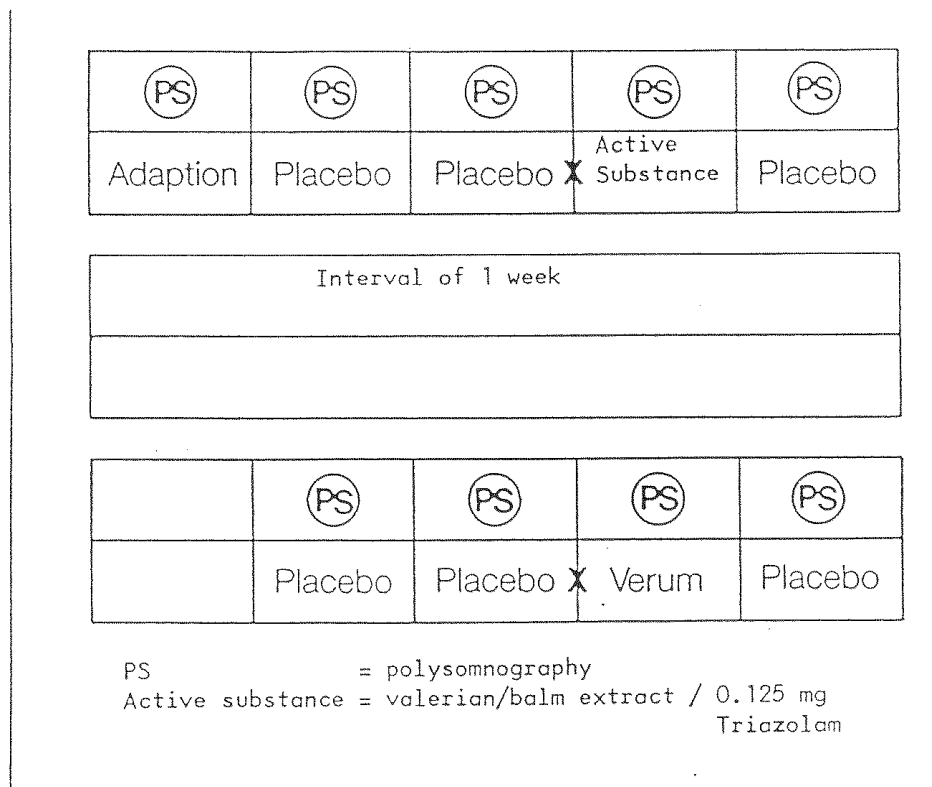 PS PS PS PS PS
Adaption Placebo Placebo X Active Substance Placebo
Interval of 1 week
PS PS PS PS
Placebo Placebo X Verum Placebo
PS = polysomnography
Active substance = valerian/balm extract / 0.125 mg
Triazolam